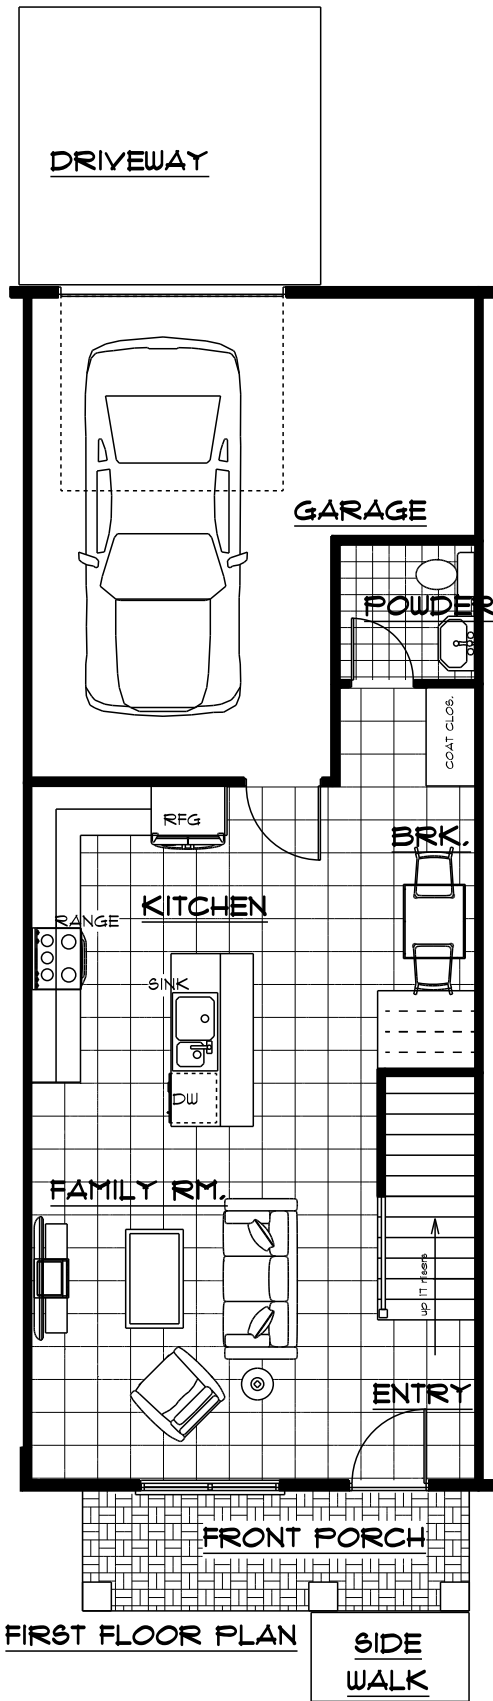 DRIVEWAY
GARAGE
POWDER
COAT CLOS.
RFG
BRK.
KITCHEN
RANGE
SINK
DW
FAMILY RM.
up 17 risers
ENTRY
FRONT PORCH
FIRST FLOOR PLAN
SIDE
WALK